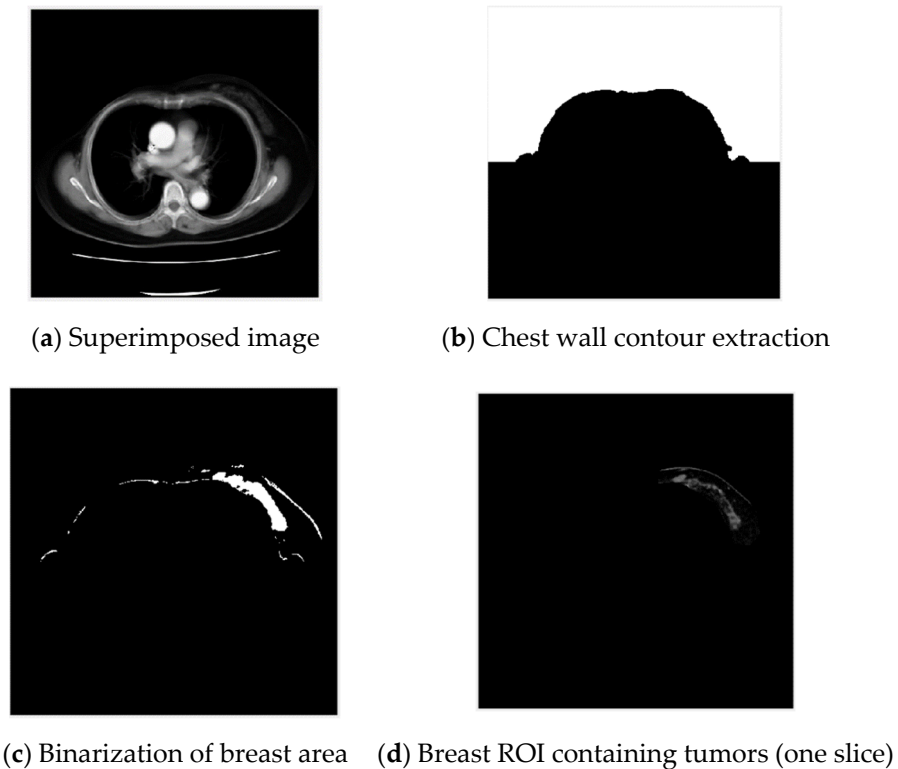 (a) Superimposed image
(b) Chest wall contour extraction
(c) Binarization of breast area
(d) Breast ROI containing tumors (one slice)